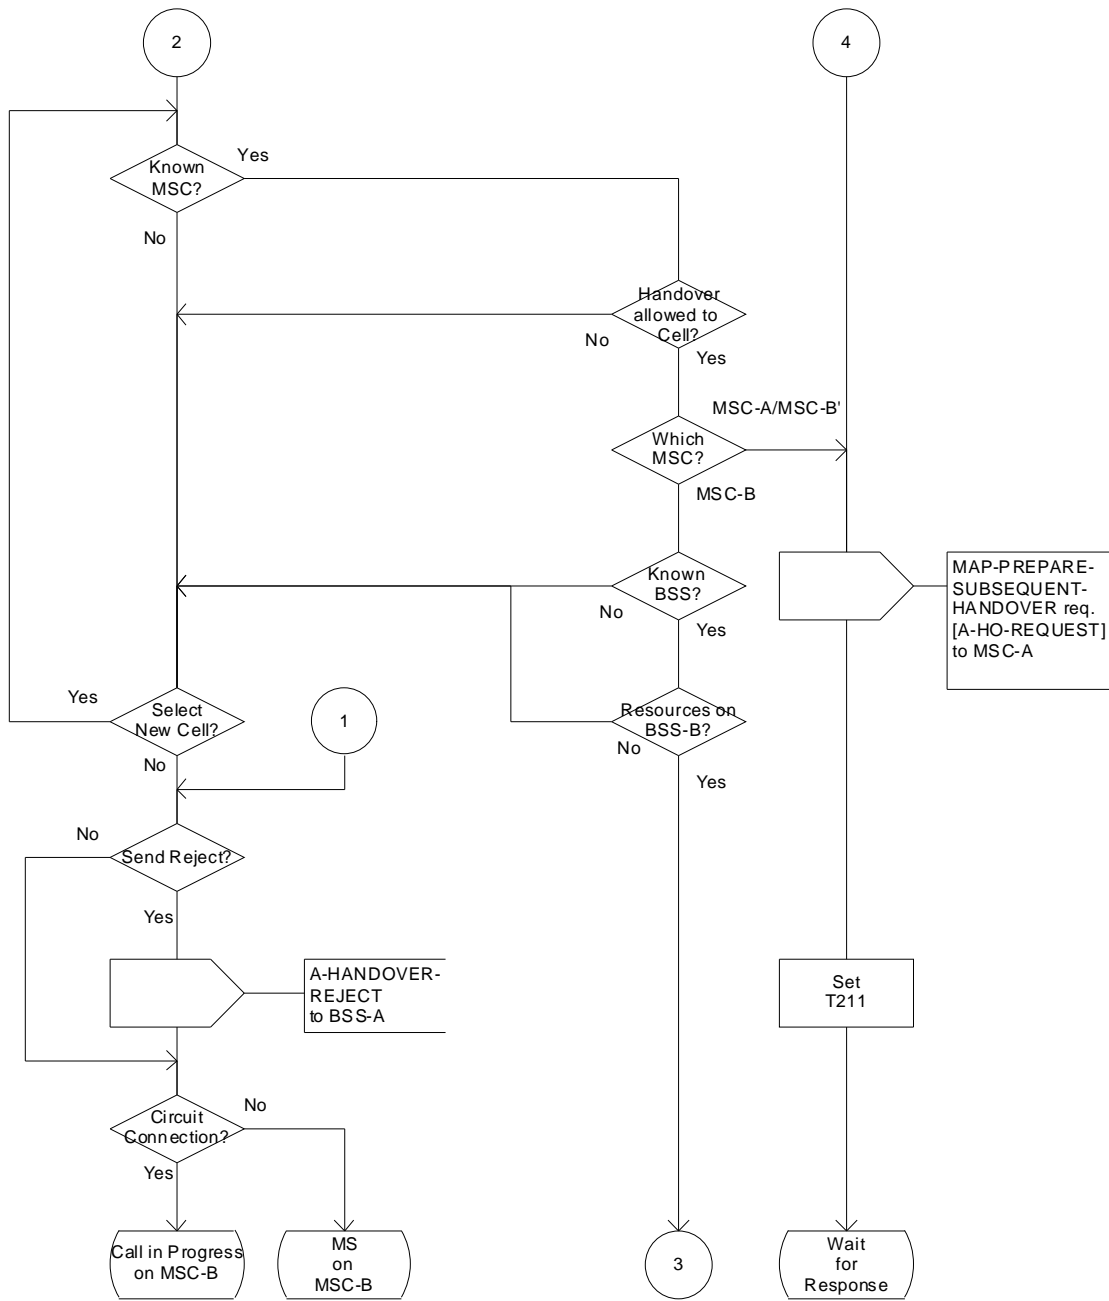 2
4
Known
MSC?
Yes
No
Handover
allowed to
Cell?
No
Yes
MSC-A/MSC-B'
Which
MSC?
MSC-B
Known
BSS?
No
Yes
MAP-PREPARE-
SUBSEQUENT-
HANDOVER req.
[A-HO-REQUEST]
to MSC-A
Yes
Select
New Cell?
No
1
Resources on
BSS-B?
No
Yes
No
Send Reject?
Yes
A-HANDOVER-
REJECT
to BSS-A
Set
T211
Circuit
Connection?
No
Yes
Call in Progress
on MSC-B
MS
on
MSC-B
3
Wait
for
Response